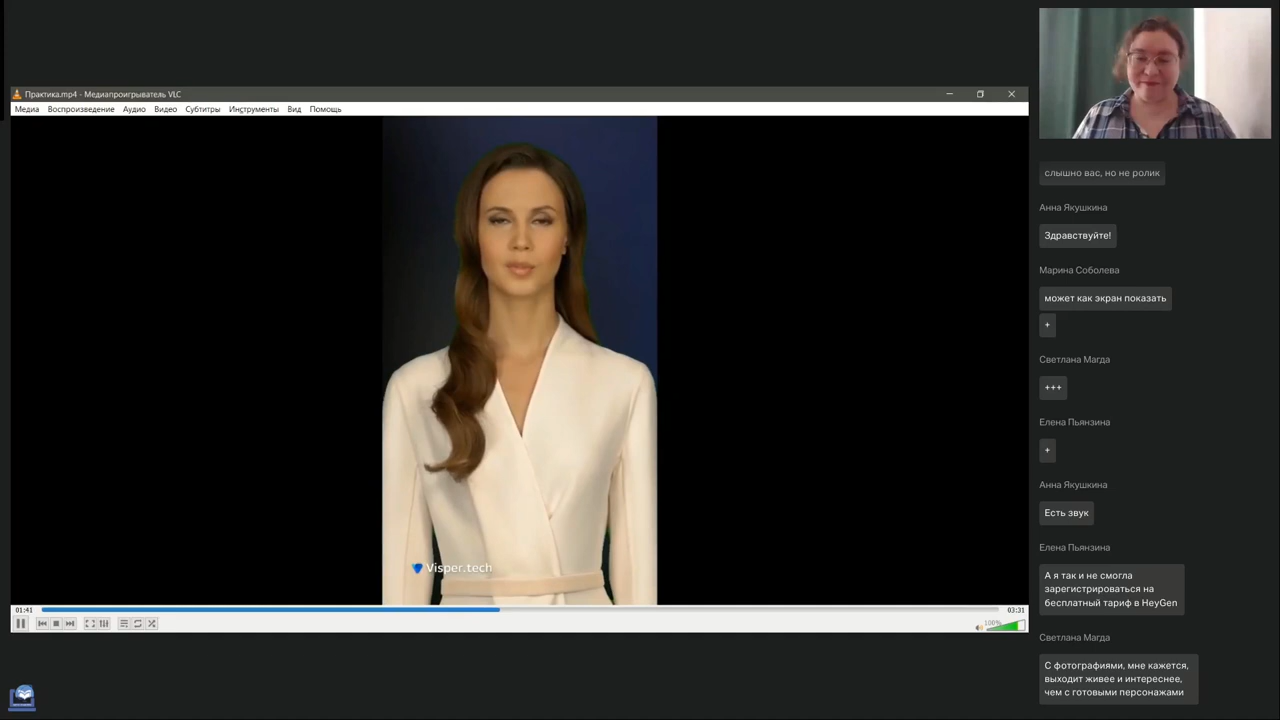 Практика.mp4 - Медиапроигрыватель VLC
Медиа Воспроизведение Аудио Видео Субтитры Инструменты Вид Помощь
Visper.tech
01:41
03:31
100%
слышно вас, но не ролик
Анна Якушкина
Здравствуйте!
Марина Соболева
может как экран показать
+
Светлана Магда
+++
Елена Пьянзина
+
Анна Якушкина
Есть звук
Елена Пьянзина
А я так и не смогла
зарегистрироваться на
бесплатный тариф в HeyGen
Светлана Магда
С фотографиями, мне кажется,
выходит живее и интереснее,
чем с готовыми персонажами